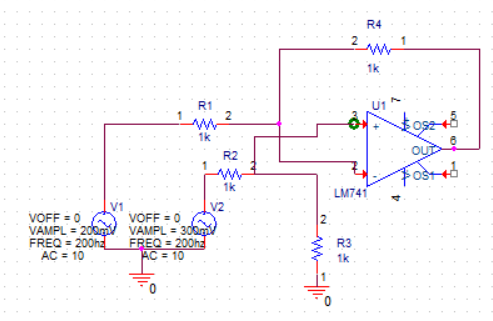 R4
2 1
1k
U1
7
R1
1 2
1k
3
+
OS2
5
6
OUT
2
-
OS1
1
LM741
4
R2
1 2
1k
V1
VOFF = 0
VAMPL = 200mV
FREQ = 200hz
AC = 10
V2
VOFF = 0
VAMPL = 300mV
FREQ = 200hz
AC = 10
0
2
R3
1k
1
0